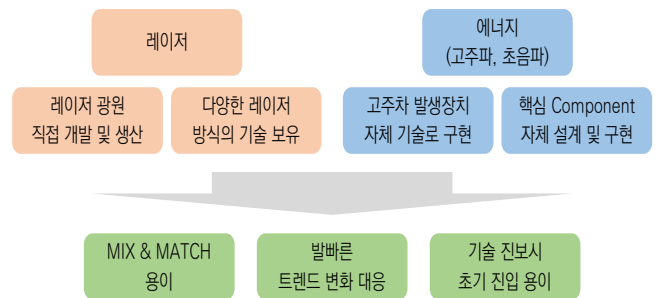 레이저
에너지
(고주파, 초음파)
레이저 광원
직접 개발 및 생산
다양한 레이저
방식의 기술 보유
고주차 발생장치
자체 기술로 구현
핵심 Component
자체 설계 및 구현
MIX & MATCH
용이
발빠른
트렌드 변화 대응
기술 진보시
초기 진입 용이